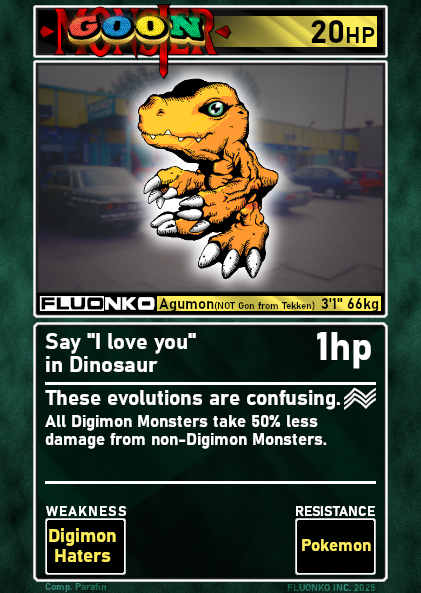 MONSTER
GOON
20HP
FLUONKO Agumon(NOT Gon from Tekken) 3'1" 66kg
Say "I love you"
in Dinosaur
1hp
These evolutions are confusing.
All Digimon Monsters take 50% less
damage from non-Digimon Monsters.
WEAKNESS
RESISTANCE
Digimon
Haters
Pokemon
Comp. Parafin
FLUONKO INC. 2025